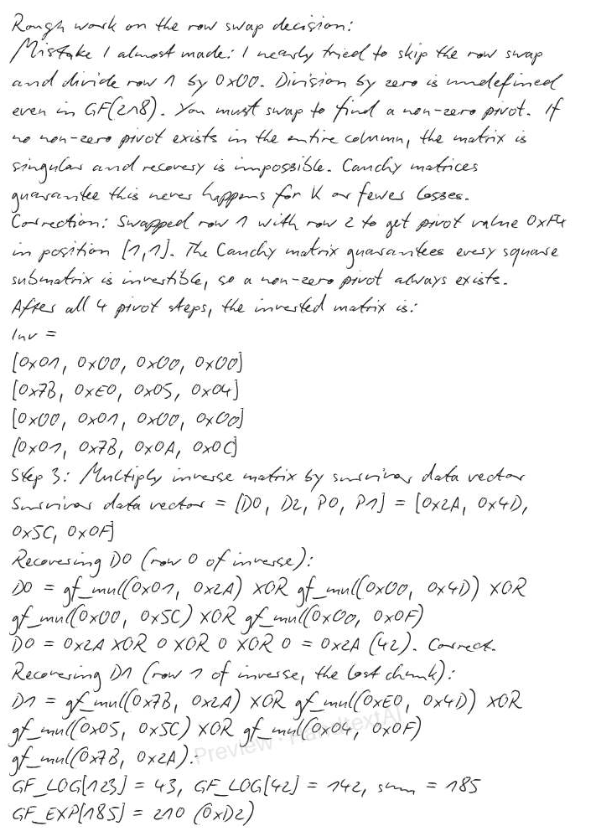 Rough work on the row swap decision:
Mistake I almost made: I nearly tried to skip the row swap
and divide row 1 by 0x00. Division by zero is undefined
even in GF(2^8). You must swap to find a non-zero pivot. If
no non-zero pivot exists in the entire column, the matrix is
singular and recovery is impossible. Cauchy matrices
guarantee this never happens for K or fewer losses.
Correction: Swapped row 1 with row 2 to get pivot value 0xF4
in position [1,1]. The Cauchy matrix guarantees every square
submatrix is invertible, so a non-zero pivot always exists.
After all 4 pivot steps, the inverted matrix is:
Inv =
[0x01, 0x00, 0x00, 0x00]
[0x7B, 0xE0, 0x05, 0x04]
[0x00, 0x01, 0x00, 0x00]
[0x01, 0x7B, 0x0A, 0x0C]
Step 3: Multiply inverse matrix by survivor data vector
Survivor data vector = [D0, D2, P0, P1] = [0x2A, 0x4D,
0x5C, 0x0F]
Recovering D0 (row 0 of inverse):
D0 = gf_mul(0x01, 0x2A) XOR gf_mul(0x00, 0x4D) XOR
gf_mul(0x00, 0x5C) XOR gf_mul(0x00, 0x0F)
D0 = 0x2A XOR 0 XOR 0 XOR 0 = 0x2A (42). Correct.
Recovering D1 (row 1 of inverse, the lost chunk):
D1 = gf_mul(0x7B, 0x2A) XOR gf_mul(0xE0, 0x4D) XOR
gf_mul(0x05, 0x5C) XOR gf_mul(0x04, 0x0F)
gf_mul(0x7B, 0x2A):
GF_LOG[123] = 43, GF_LOG[42] = 142, sum = 185
GF_EXP[185] = 210 (0xD2)